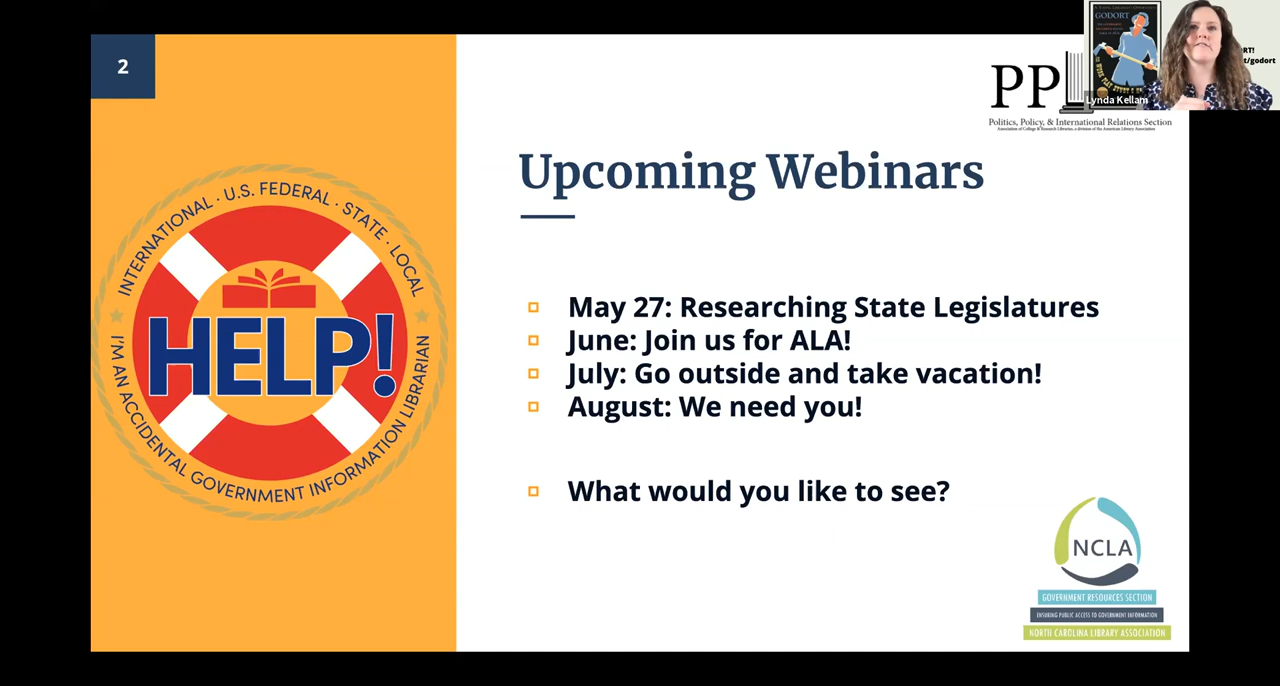 2
INTERNATIONAL · U.S. FEDERAL · STATE · LOCAL
HELP!
I'M AN ACCIDENTAL GOVERNMENT INFORMATION LIBRARIAN
PP
Politics, Policy, & International Relations Section
Association of College & Research Libraries, a division of the American Library Association
GODORT
Lynda Kellam
RT!
t/godort
Upcoming Webinars
May 27: Researching State Legislatures
June: Join us for ALA!
July: Go outside and take vacation!
August: We need you!
What would you like to see?
NCLA
GOVERNMENT RESOURCES SECTION
ENSURING PUBLIC ACCESS TO GOVERNMENT INFORMATION
NORTH CAROLINA LIBRARY ASSOCIATION